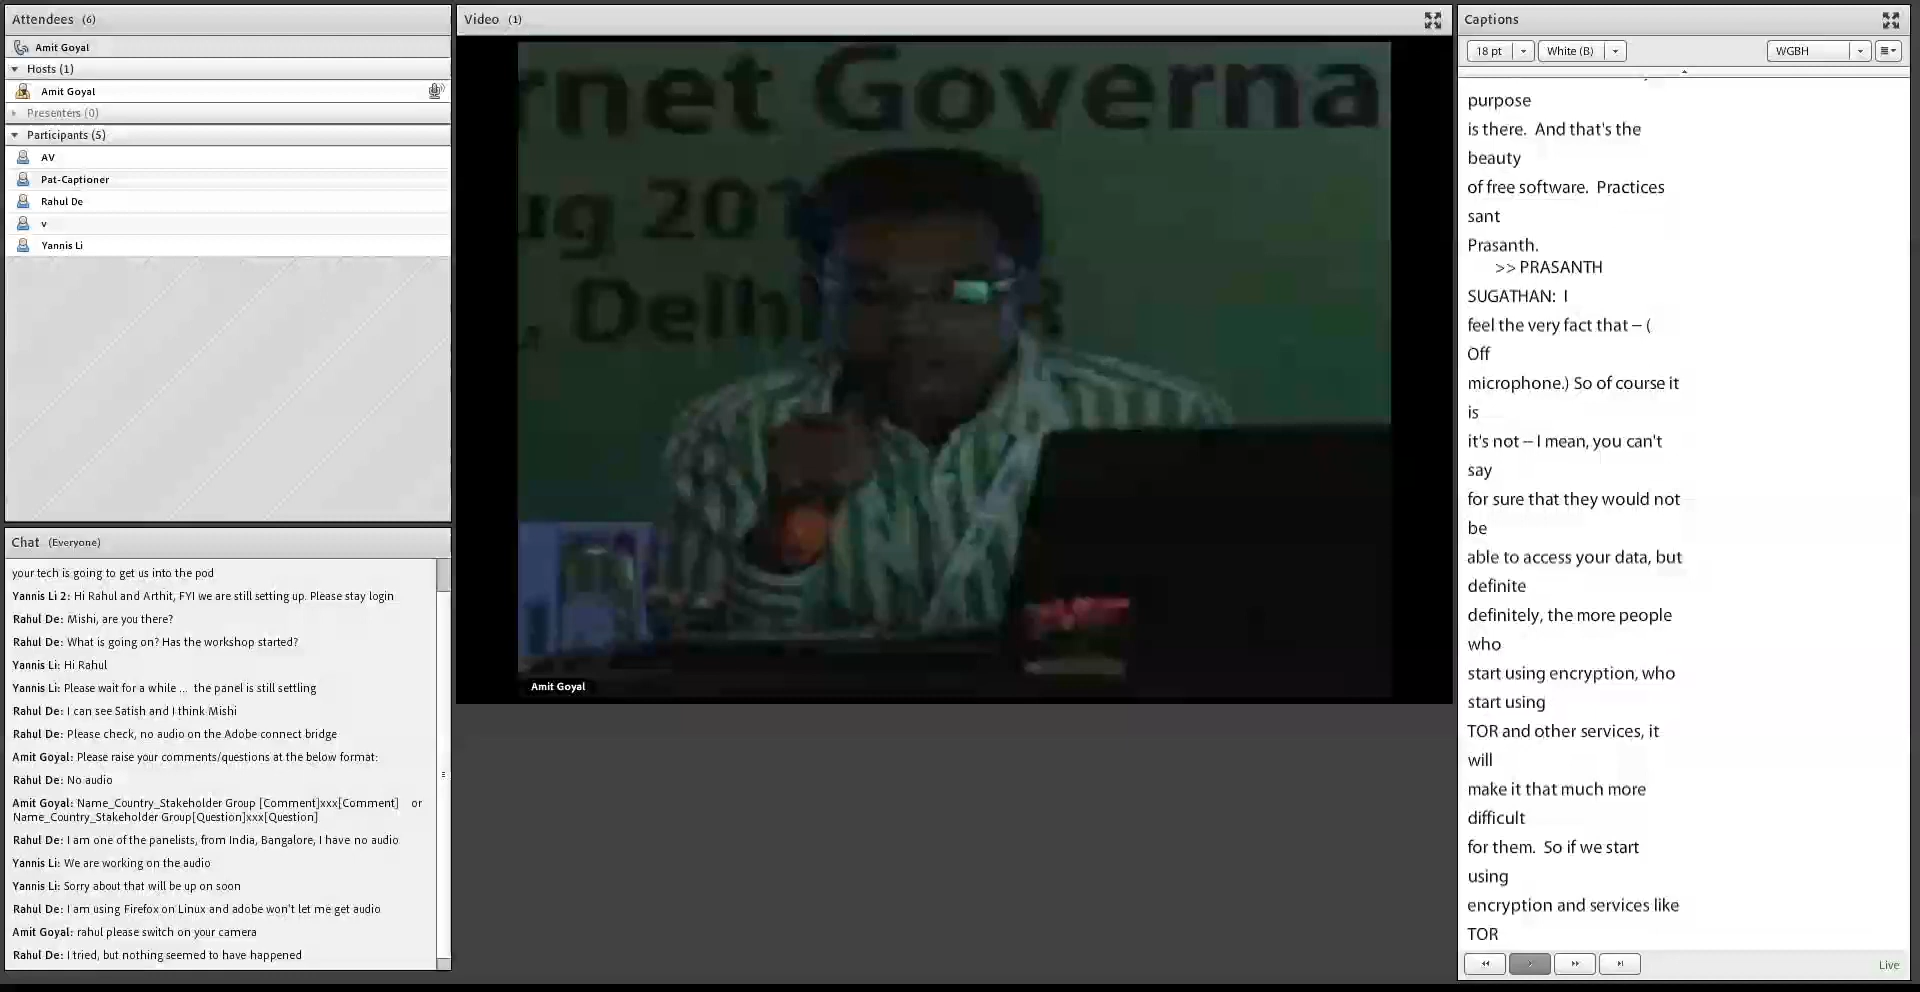 Attendees (6)
Amit Goyal
Hosts (1)
Amit Goyal
Presenters (0)
Participants (5)
AV
Pat-Captioner
Rahul De
v
Yannis Li
Chat (Everyone)
your tech is going to get us into the pod
Yannis Li 2: Hi Rahul and Arthit, FYI we are still setting up. Please stay login
Rahul De: Mishi, are you there?
Rahul De: What is going on? Has the workshop started?
Yannis Li: Hi Rahul
Yannis Li: Please wait for a while ... the panel is still settling
Rahul De: I can see Satish and I think Mishi
Rahul De: Please check, no audio on the Adobe connect bridge
Amit Goyal: Please raise your comments/questions at the below format:
Rahul De: No audio
Amit Goyal: Name_Country_Stakeholder Group [Comment]xxx[Comment] or
Name_Country_Stakeholder Group[Question]xxx[Question]
Rahul De: I am one of the panelists, from India, Bangalore, I have no audio
Yannis Li: We are working on the audio
Yannis Li: Sorry about that will be up on soon
Rahul De: I am using Firefox on Linux and adobe won't let me get audio
Amit Goyal: rahul please switch on your camera
Rahul De: I tried, but nothing seemed to have happened
Video (1)
rnet Governa
ug 201
Delhi
Amit Goyal
Captions
18 pt
White (B)
WGBH
purpose
is there. And that's the
beauty
of free software. Practices
sant
Prasanth.
>> PRASANTH
SUGATHAN: I
feel the very fact that -- (
Off
microphone.) So of course it
is
it's not -- I mean, you can't
say
for sure that they would not
be
able to access your data, but
definite
definitely, the more people
who
start using encryption, who
start using
TOR and other services, it
will
make it that much more
difficult
for them. So if we start
using
encryption and services like
TOR
Live